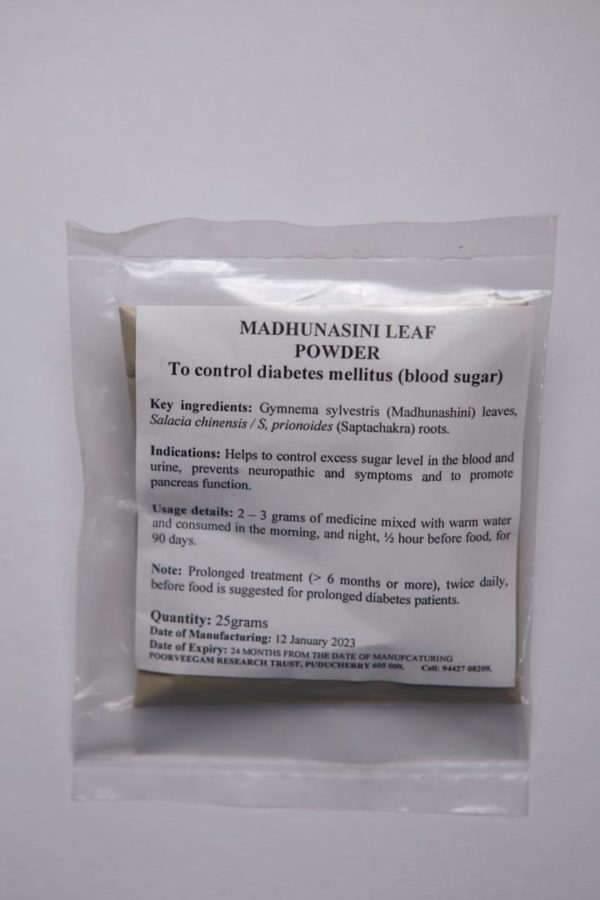 MADHUNASINI LEAF
POWDER
To control diabetes mellitus (blood sugar)
Key ingredients: Gymnema sylvestris (Madhunashini) leaves,
Salacia chinensis / S, prionoides (Saptachakra) roots.
Indications: Helps to control excess sugar level in the blood and
urine, prevents neuropathic and symptoms and to promote
pancreas function.
Usage details: 2 – 3 grams of medicine mixed with warm water
and consumed in the morning, and night, ½ hour before food, for
90 days.
Note: Prolonged treatment (> 6 months or more), twice daily,
before food is suggested for prolonged diabetes patients.
Quantity: 25grams
Date of Manufacturing: 12 January 2023
Date of Expiry: 24 MONTHS FROM THE DATE OF MANUFCATURING
POORVEEGAM RESEARCH TRUST, PUDUCHERRY 605 009. Cell: 94427 08209.